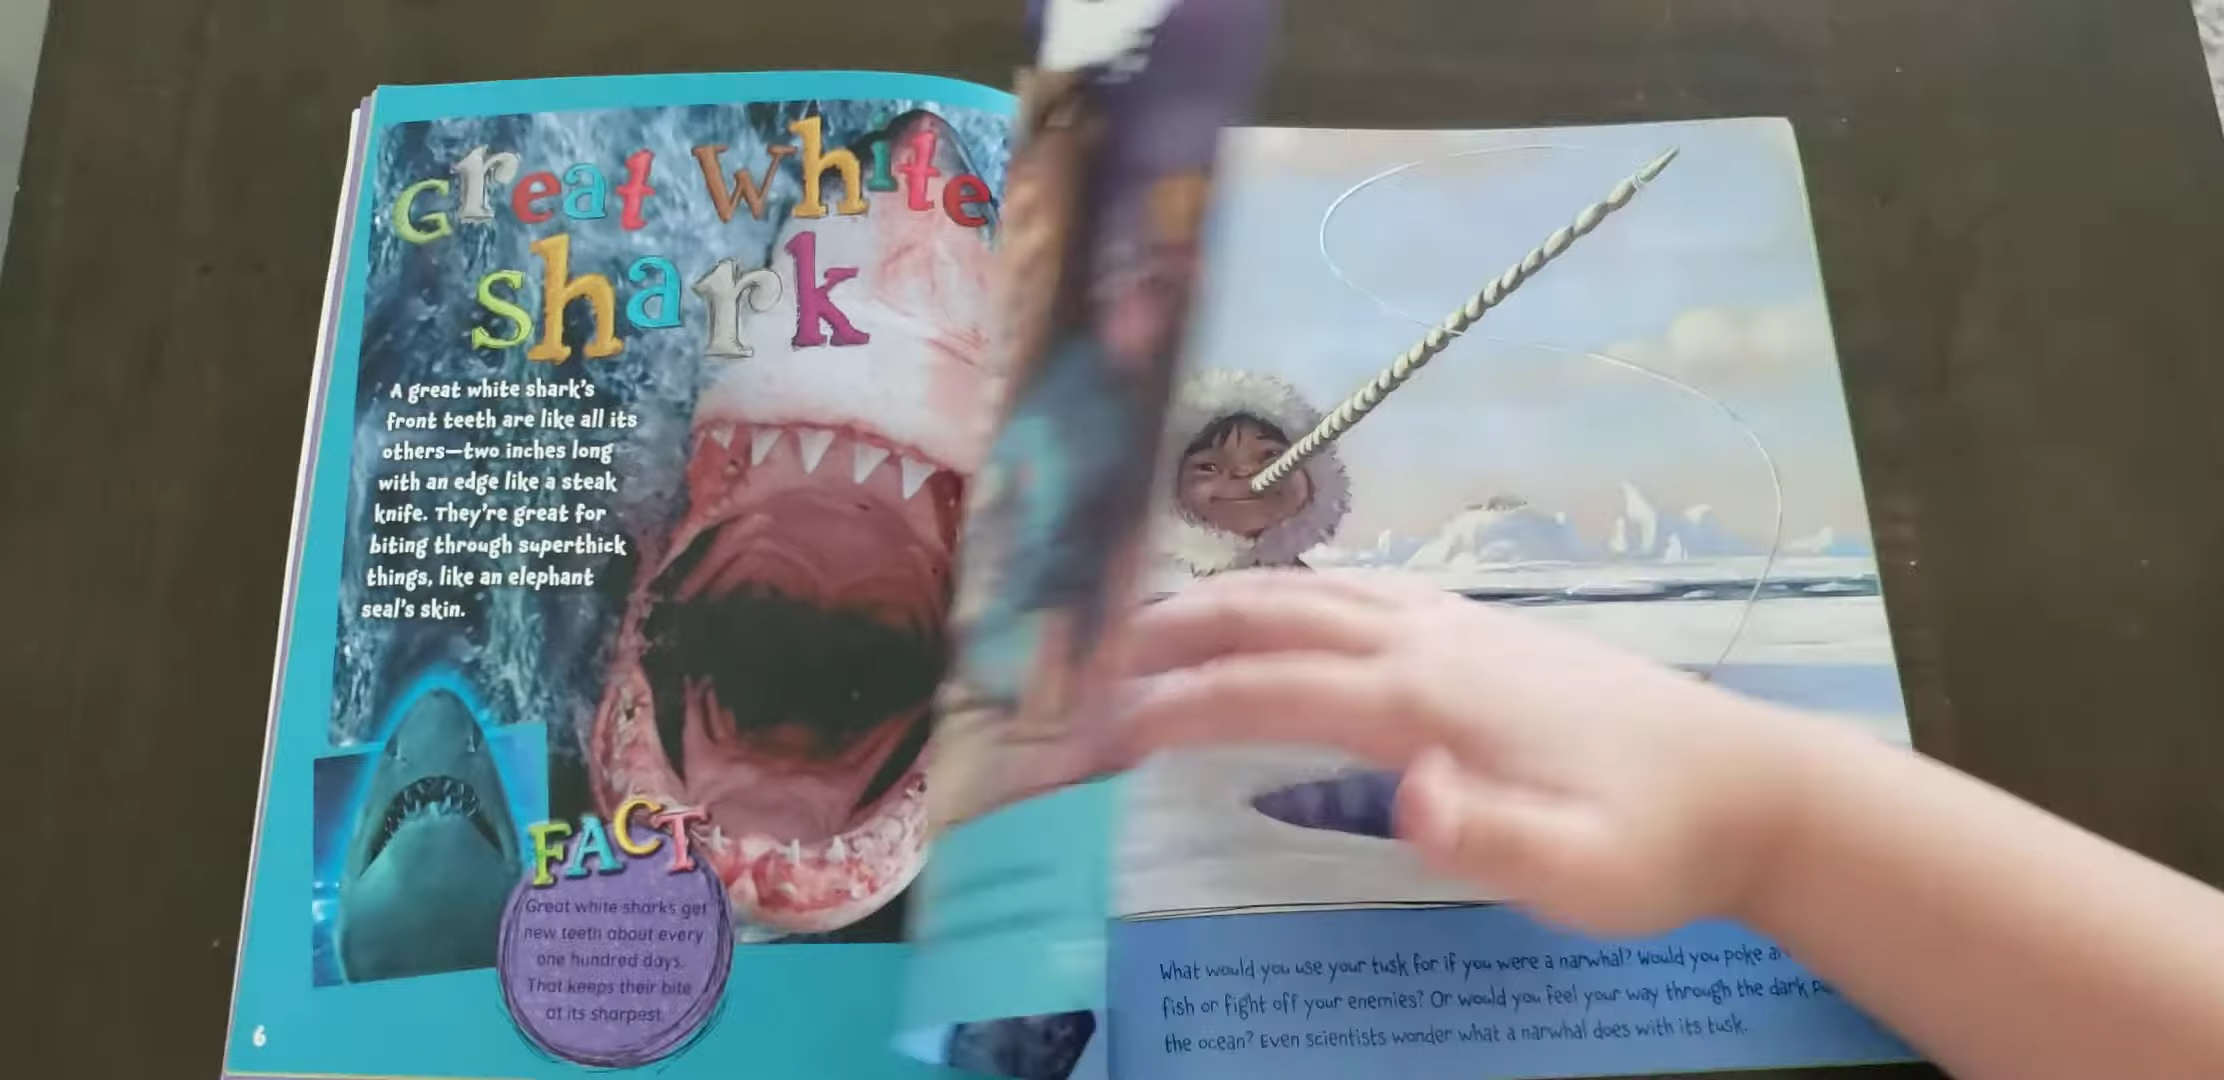 Great White
Shark
A great white shark's
front teeth are like all its
others—two inches long
with an edge like a steak
knife. They're great for
biting through superthick
things, like an elephant
seal's skin.
FACT
Great white sharks get
new teeth about every
one hundred days.
That keeps their bite
at its sharpest.
6
What would you use your tusk for if you were a narwhal? Would you poke a
fish or fight off your enemies? Or would you feel your way through the dark
the ocean? Even scientists wonder what a narwhal does with its tusk.